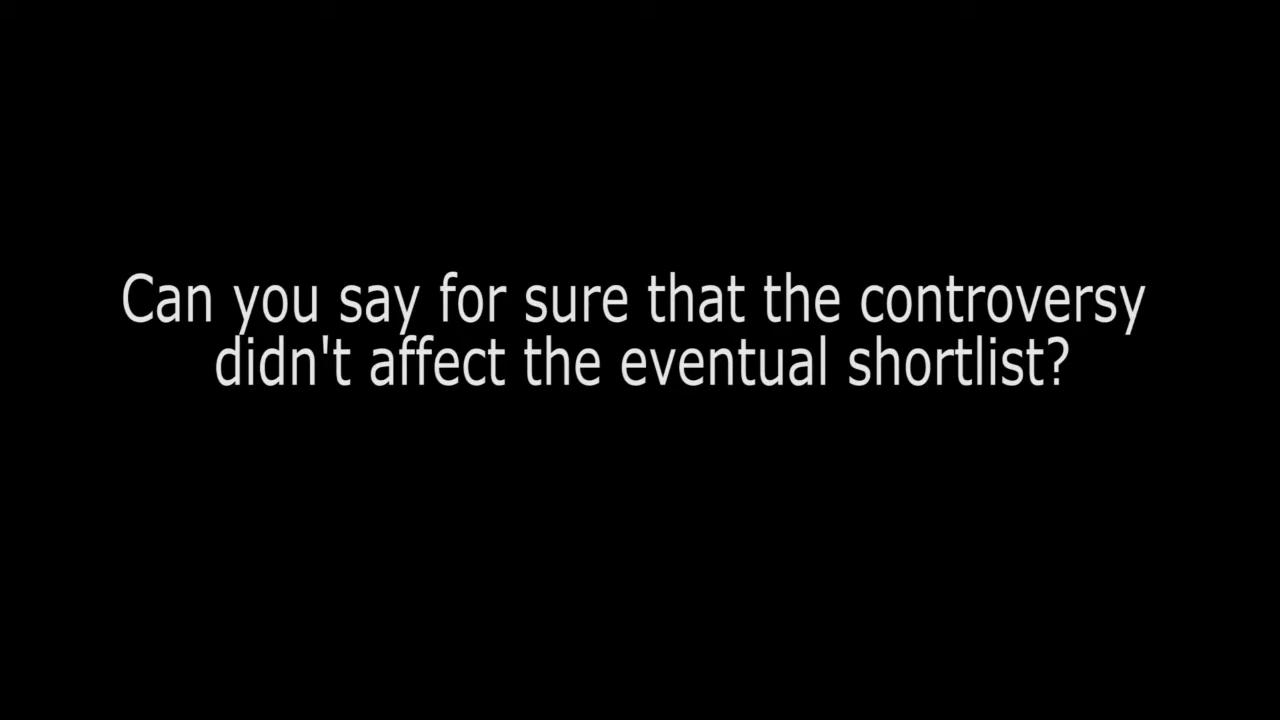 Can you say for sure that the controversy
didn't affect the eventual shortlist?